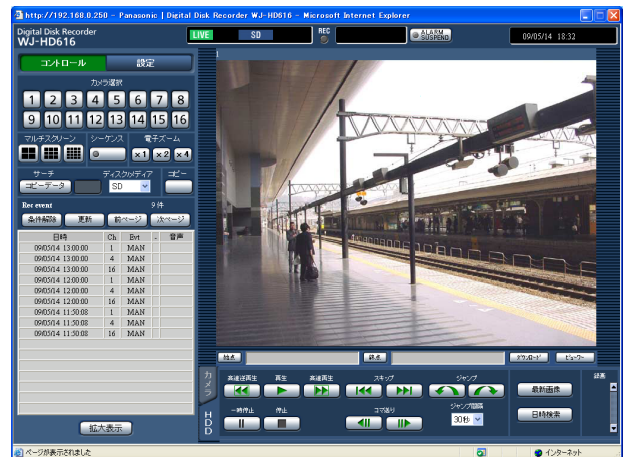 http://192.168.0.250 - Panasonic | Digital Disk Recorder WJ-HD616 - Microsoft Internet Explorer
Digital Disk Recorder
WJ-HD616
LIVE SD REC ALARM SUSPEND 09/05/14 18:32
コントロール 設定
カメラ選択
1 2 3 4 5 6 7 8
9 10 11 12 13 14 15 16
マルチスクリーン シーケンス 電子ズーム
x1 x2 x4
サーチ ディスク/メディア コピー
コピーデータ SD
Rec event 9件
条件解除 更新 前ページ 次ページ
日時 Ch Evt - 音声
09/05/14 13:00:00 1 MAN
09/05/14 13:00:00 4 MAN
09/05/14 13:00:00 16 MAN
09/05/14 12:00:00 1 MAN
09/05/14 12:00:00 4 MAN
09/05/14 12:00:00 16 MAN
09/05/14 11:50:08 1 MAN
09/05/14 11:50:08 4 MAN
09/05/14 11:50:08 16 MAN
拡大表示
1
始点 終点 ダウンロード ビューワー
カメラ
HDD
高速逆再生 再生 高速再生 スキップ ジャンプ 録画
最新画像
一時停止 停止 コマ送り ジャンプ間隔
30秒
日時検索
ページが表示されました
インターネット